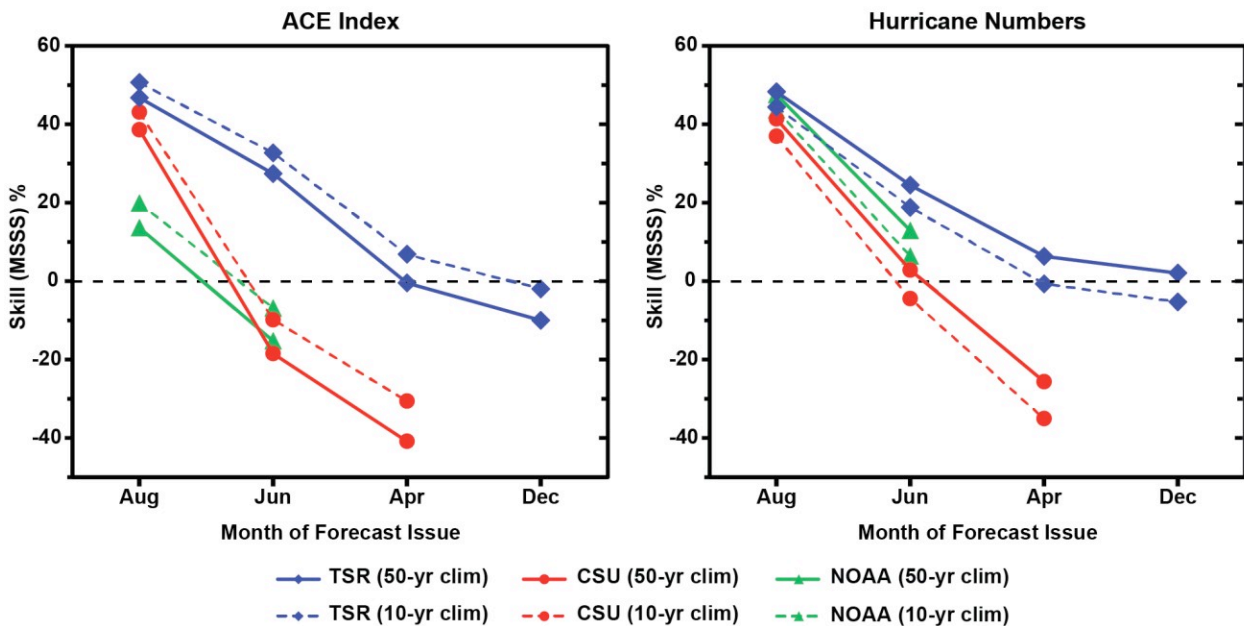 ACE Index
60
40
20
0
-20
-40
Skill (MSSS) %
Aug Jun Apr Dec
Month of Forecast Issue
Hurricane Numbers
60
40
20
0
-20
-40
Skill (MSSS) %
Aug Jun Apr Dec
Month of Forecast Issue
TSR (50-yr clim) CSU (50-yr clim) NOAA (50-yr clim)
TSR (10-yr clim) CSU (10-yr clim) NOAA (10-yr clim)